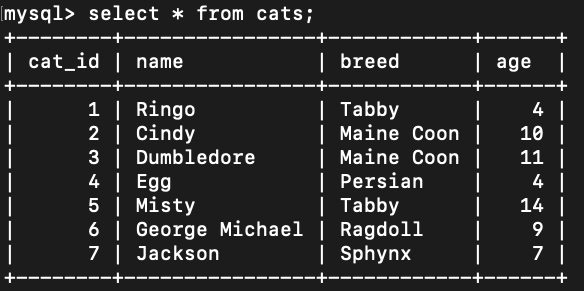 mysql> select * from cats;
+--------+----------------+------------+------+
| cat_id | name           | breed      | age  |
+--------+----------------+------------+------+
|      1 | Ringo          | Tabby      |    4 |
|      2 | Cindy          | Maine Coon |   10 |
|      3 | Dumbledore     | Maine Coon |   11 |
|      4 | Egg            | Persian    |    4 |
|      5 | Misty          | Tabby      |   14 |
|      6 | George Michael | Ragdoll    |    9 |
|      7 | Jackson        | Sphynx     |    7 |
+--------+----------------+------------+------+